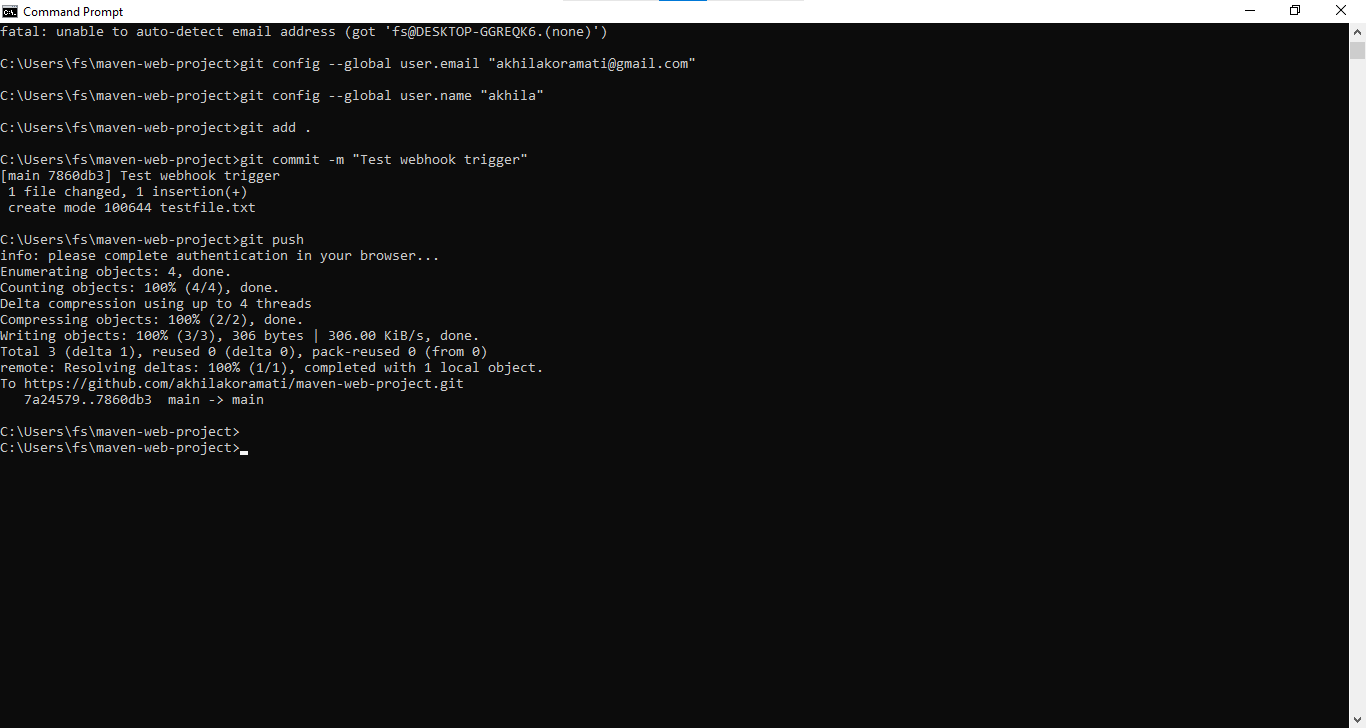 Command Prompt
fatal: unable to auto-detect email address (got 'fs@DESKTOP-GGREQK6.(none)')
C:\Users\fs\maven-web-project>git config --global user.email "akhilakoramati@gmail.com"
C:\Users\fs\maven-web-project>git config --global user.name "akhila"
C:\Users\fs\maven-web-project>git add .
C:\Users\fs\maven-web-project>git commit -m "Test webhook trigger"
[main 7860db3] Test webhook trigger
 1 file changed, 1 insertion(+)
 create mode 100644 testfile.txt
C:\Users\fs\maven-web-project>git push
info: please complete authentication in your browser...
Enumerating objects: 4, done.
Counting objects: 100% (4/4), done.
Delta compression using up to 4 threads
Compressing objects: 100% (2/2), done.
Writing objects: 100% (3/3), 306 bytes | 306.00 KiB/s, done.
Total 3 (delta 1), reused 0 (delta 0), pack-reused 0 (from 0)
remote: Resolving deltas: 100% (1/1), completed with 1 local object.
To https://github.com/akhilakoramati/maven-web-project.git
   7a24579..7860db3  main -> main
C:\Users\fs\maven-web-project>
C:\Users\fs\maven-web-project>